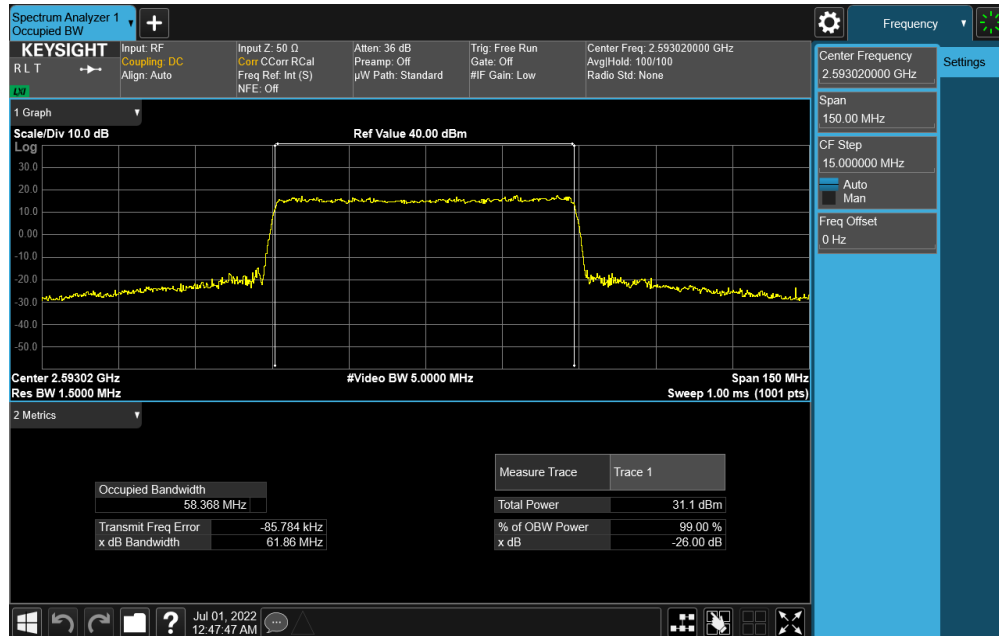 Spectrum Analyzer 1
Occupied BW
Frequency
KEYSIGHT
R L T
LXI
Input: RF
Coupling: DC
Align: Auto
Input Z: 50 Ω
Corr CCorr RCal
Freq Ref: Int (S)
NFE: Off
Atten: 36 dB
Preamp: Off
µW Path: Standard
Trig: Free Run
Gate: Off
#IF Gain: Low
Center Freq: 2.593020000 GHz
Avg|Hold: 100/100
Radio Std: None
Center Frequency
2.593020000 GHz
Settings
Span
150.00 MHz
CF Step
15.000000 MHz
Auto
Man
Freq Offset
0 Hz
1 Graph
Scale/Div 10.0 dB
Ref Value 40.00 dBm
Log
30.0
20.0
10.0
0.00
-10.0
-20.0
-30.0
-40.0
-50.0
Center 2.59302 GHz
#Video BW 5.0000 MHz
Span 150 MHz
Res BW 1.5000 MHz
Sweep 1.00 ms (1001 pts)
2 Metrics
Measure Trace
Trace 1
Occupied Bandwidth
58.368 MHz
Total Power
31.1 dBm
Transmit Freq Error
-85.784 kHz
% of OBW Power
99.00 %
x dB Bandwidth
61.86 MHz
x dB
-26.00 dB
?
Jul 01, 2022
12:47:47 AM